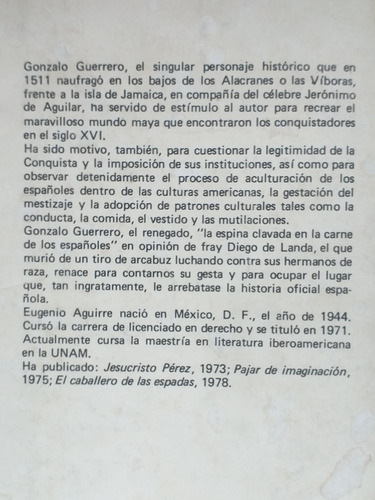 Gonzalo Guerrero, el singular personaje histórico que en
1511 naufragó en los bajos de los Alacranes o las Víboras,
frente a la isla de Jamaica, en compañía del célebre Jerónimo
de Aguilar, ha servido de estímulo al autor para recrear el
maravilloso mundo maya que encontraron los conquistadores
en el siglo XVI.
Ha sido motivo, también, para cuestionar la legitimidad de la
Conquista y la imposición de sus instituciones, así como para
observar detenidamente el proceso de aculturación de los
españoles dentro de las culturas americanas, la gestación del
mestizaje y la adopción de patrones culturales tales como la
conducta, la comida, el vestido y las mutilaciones.
Gonzalo Guerrero, el renegado, "la espina clavada en la carne
de los españoles" en opinión de fray Diego de Landa, el que
murió de un tiro de arcabuz luchando contra sus hermanos de
raza, renace para contarnos su gesta y para ocupar el lugar
que, tan ingratamente, le arrebatase la historia oficial espa-
ñola.
Eugenio Aguirre nació en México, D. F., el año de 1944.
Cursó la carrera de licenciado en derecho y se tituló en 1971.
Actualmente cursa la maestría en literatura iberoamericana
en la UNAM.
Ha publicado: Jesucristo Pérez, 1973; Pajar de imaginación,
1975; El caballero de las espadas, 1978.